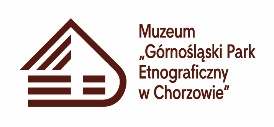 Muzeum
„Górnośląski Park
Etnograficzny
w Chorzowie”